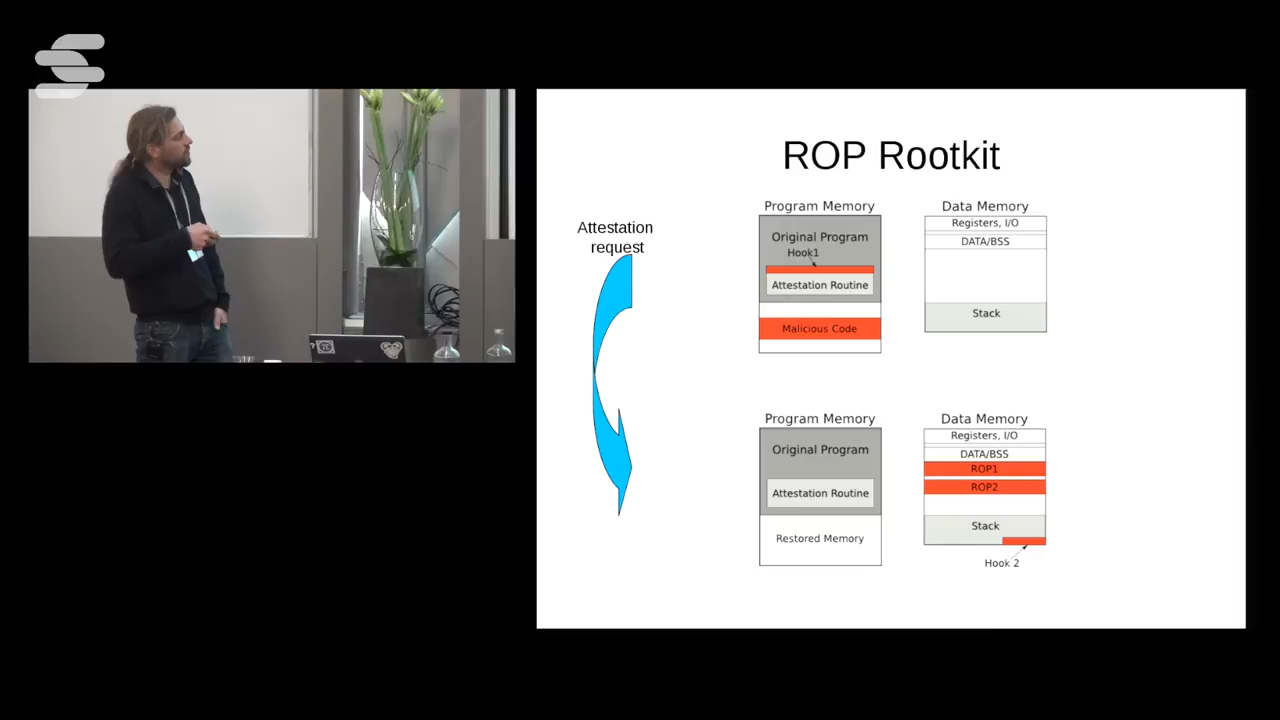 ROP Rootkit
Attestation
request
Program Memory
Original Program
Hook1
Attestation Routine
Malicious Code
Data Memory
Registers, I/O
DATA/BSS
Stack
Program Memory
Original Program
Attestation Routine
Restored Memory
Data Memory
Registers, I/O
DATA/BSS
ROP1
ROP2
Stack
Hook 2